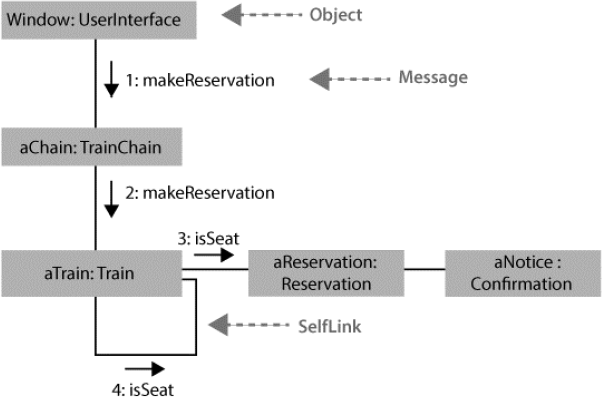 Window: UserInterface
Object
1: makeReservation
Message
aChain: TrainChain
2: makeReservation
3: isSeat
aTrain: Train
aReservation:
Reservation
aNotice :
Confirmation
SelfLink
4: isSeat